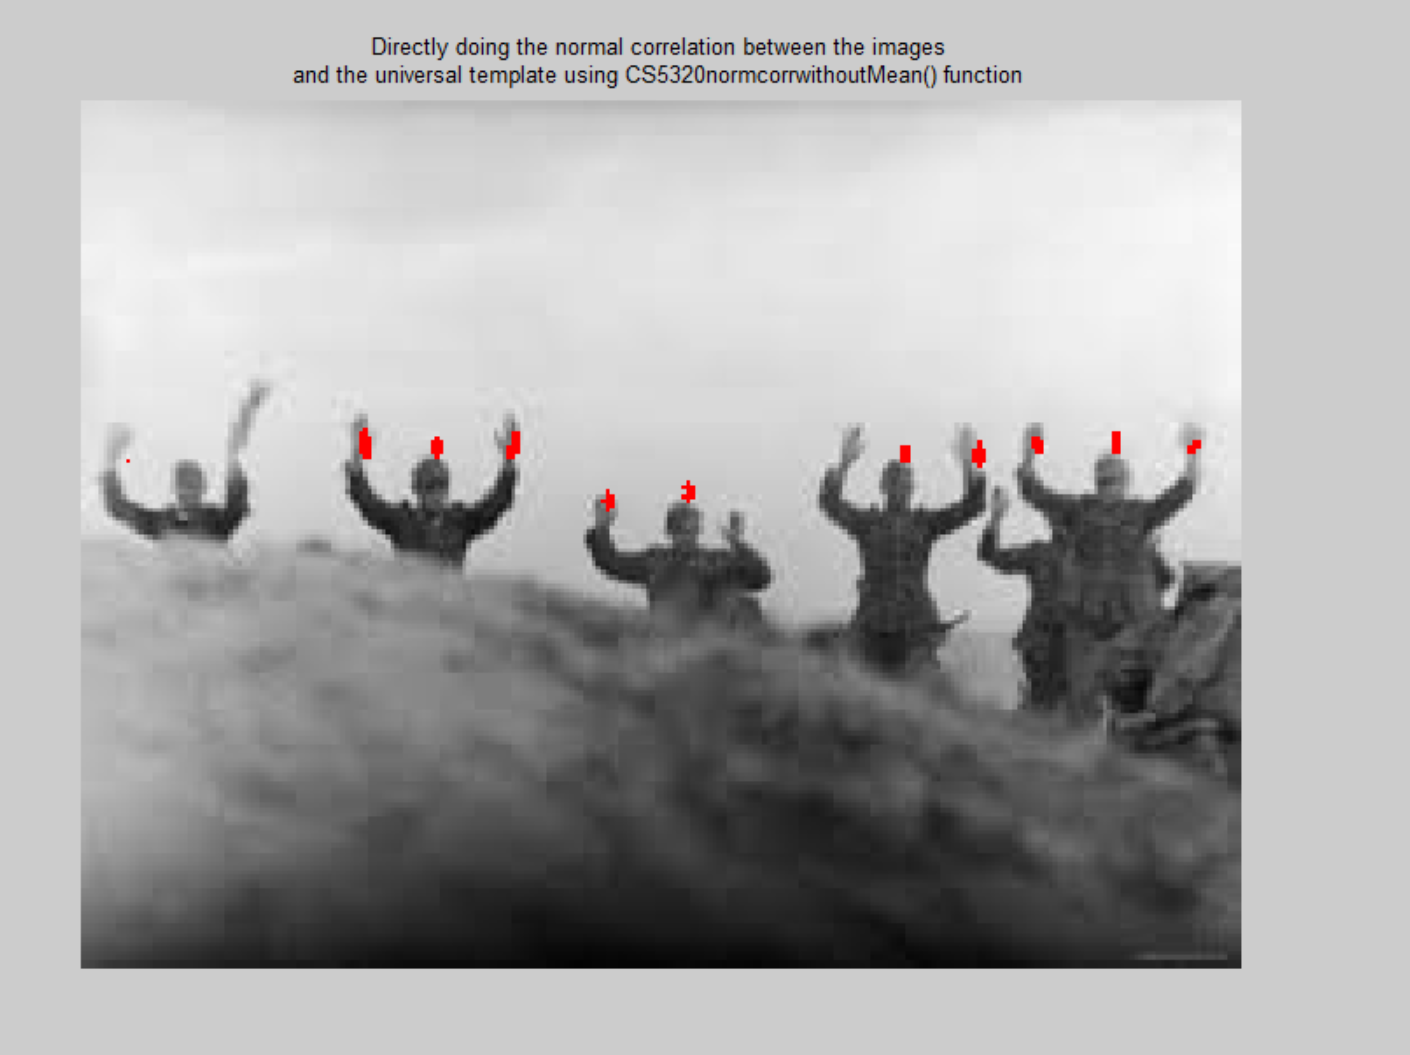 Directly doing the normal correlation between the images
and the universal template using CS5320normcorrwithoutMean() function